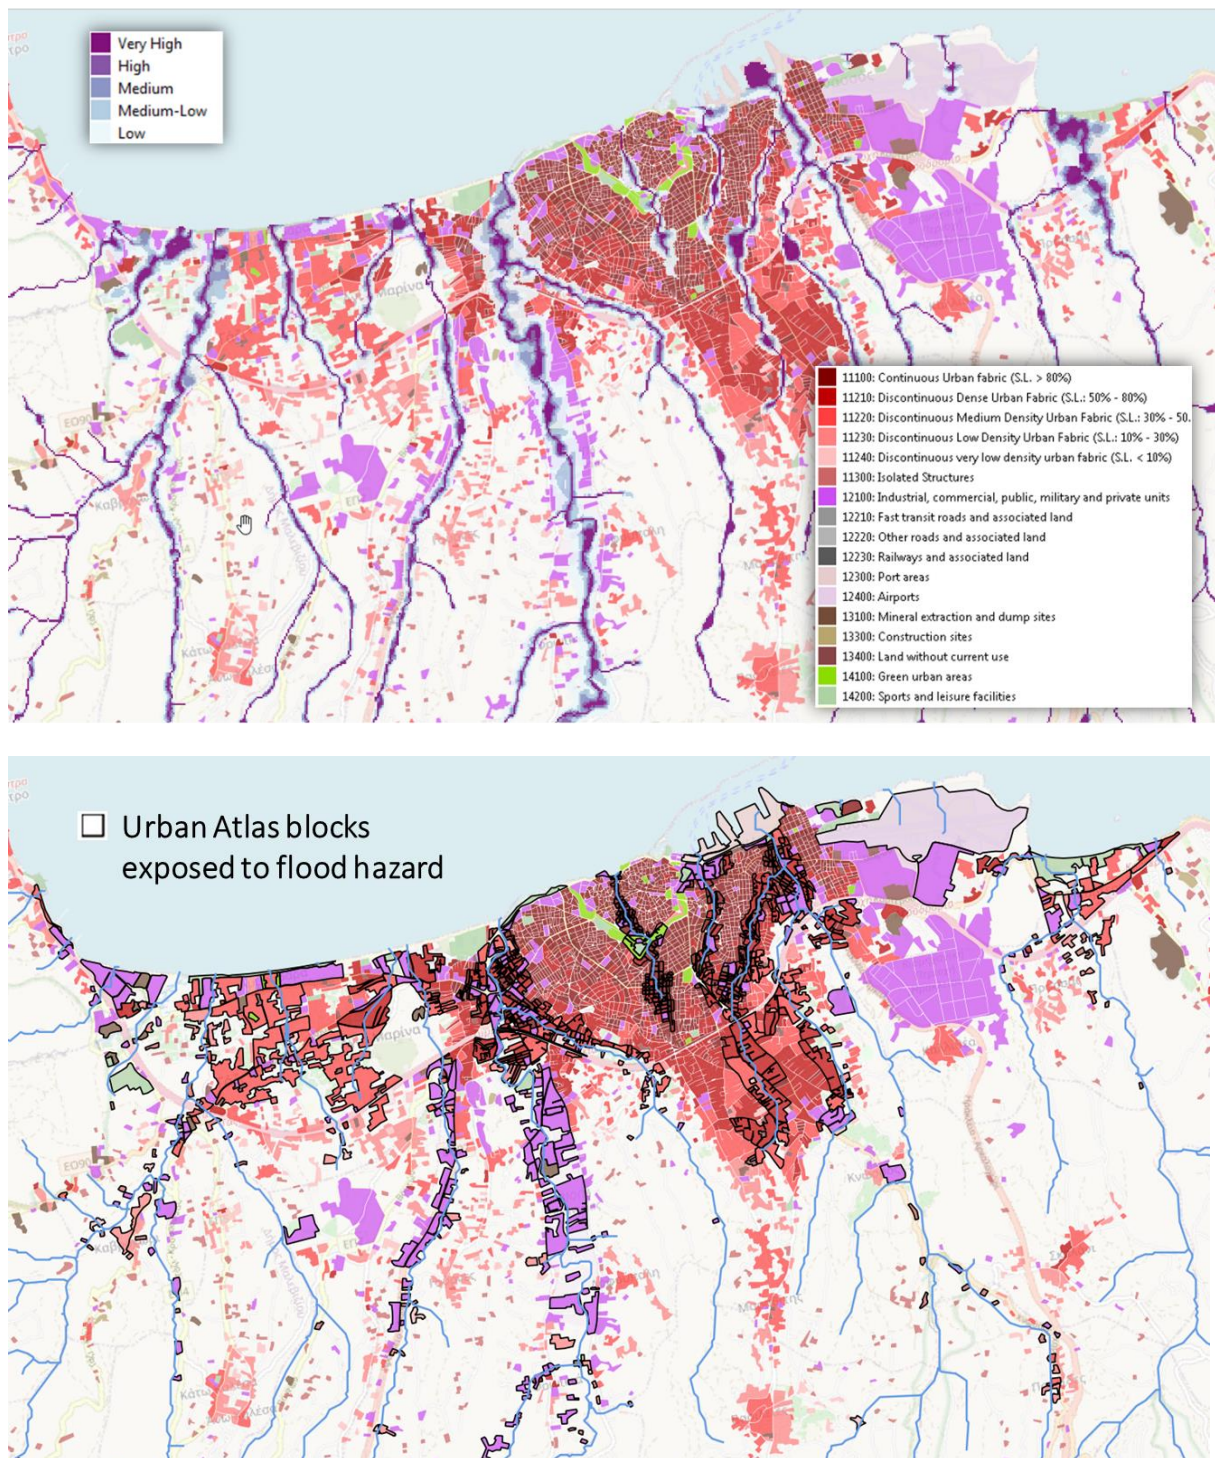 Very High
High
Medium
Medium-Low
Low
Μαρίνα
11100: Continuous Urban fabric (S.L. > 80%)
11210: Discontinuous Dense Urban Fabric (S.L.: 50% - 80%)
11220: Discontinuous Medium Density Urban Fabric (S.L.: 30% - 50.
11230: Discontinuous Low Density Urban Fabric (S.L.: 10% - 30%)
11240: Discontinuous very low density urban fabric (S.L. < 10%)
11300: Isolated Structures
12100: Industrial, commercial, public, military and private units
12210: Fast transit roads and associated land
12220: Other roads and associated land
12230: Railways and associated land
12300: Port areas
12400: Airports
13100: Mineral extraction and dump sites
13300: Construction sites
13400: Land without current use
14100: Green urban areas
14200: Sports and leisure facilities
Urban Atlas blocks
exposed to flood hazard
Μαρίνα